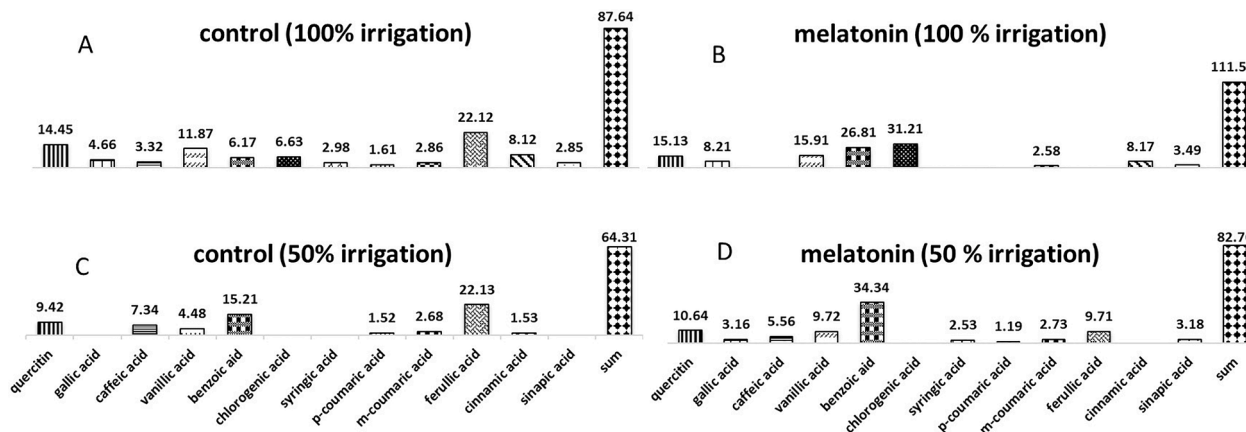 A
control (100% irrigation)
87.64
14.45
4.66
3.32
11.87
6.17
6.63
2.98
1.61
2.86
22.12
8.12
2.85
B
melatonin (100 % irrigation)
111.5
15.13
8.21
15.91
26.81
31.21
2.58
8.17
3.49
C
control (50% irrigation)
64.31
9.42
7.34
4.48
15.21
1.52
2.68
22.13
1.53
quercitin
gallic acid
caffeic acid
vanillic acid
benzoic aid
chlorogenic acid
syringic acid
p-coumaric acid
m-coumaric acid
ferullic acid
cinnamic acid
sinapic acid
sum
D
melatonin (50 % irrigation)
82.76
10.64
3.16
5.56
9.72
34.34
2.53
1.19
2.73
9.71
3.18
quercitin
gallic acid
caffeic acid
vanillic acid
benzoic aid
chlorogenic acid
syringic acid
p-coumaric acid
m-coumaric acid
ferullic acid
cinnamic acid
sinapic acid
sum